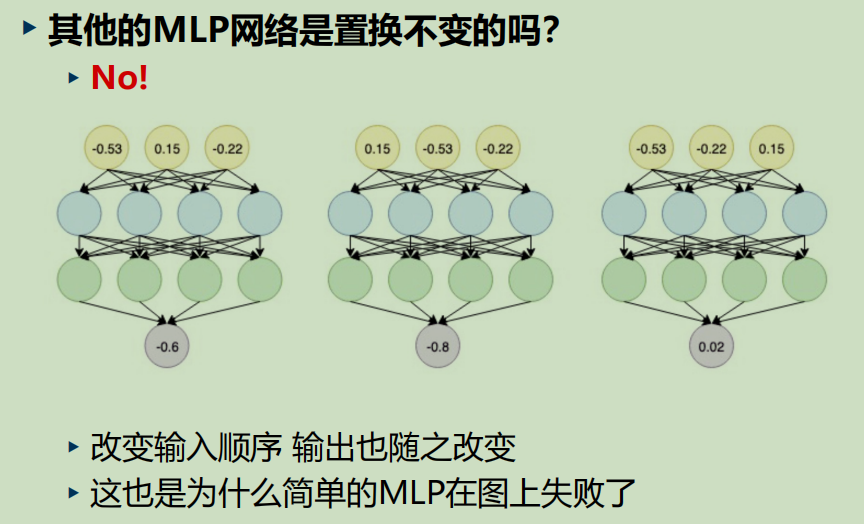 其他的MLP网络是置换不变的吗?
No!
-0.53 0.15 -0.22 0.15 -0.53 -0.22 -0.53 -0.22 0.15
-0.6 -0.8 0.02
改变输入顺序 输出也随之改变
这也是为什么简单的MLP在图上失败了